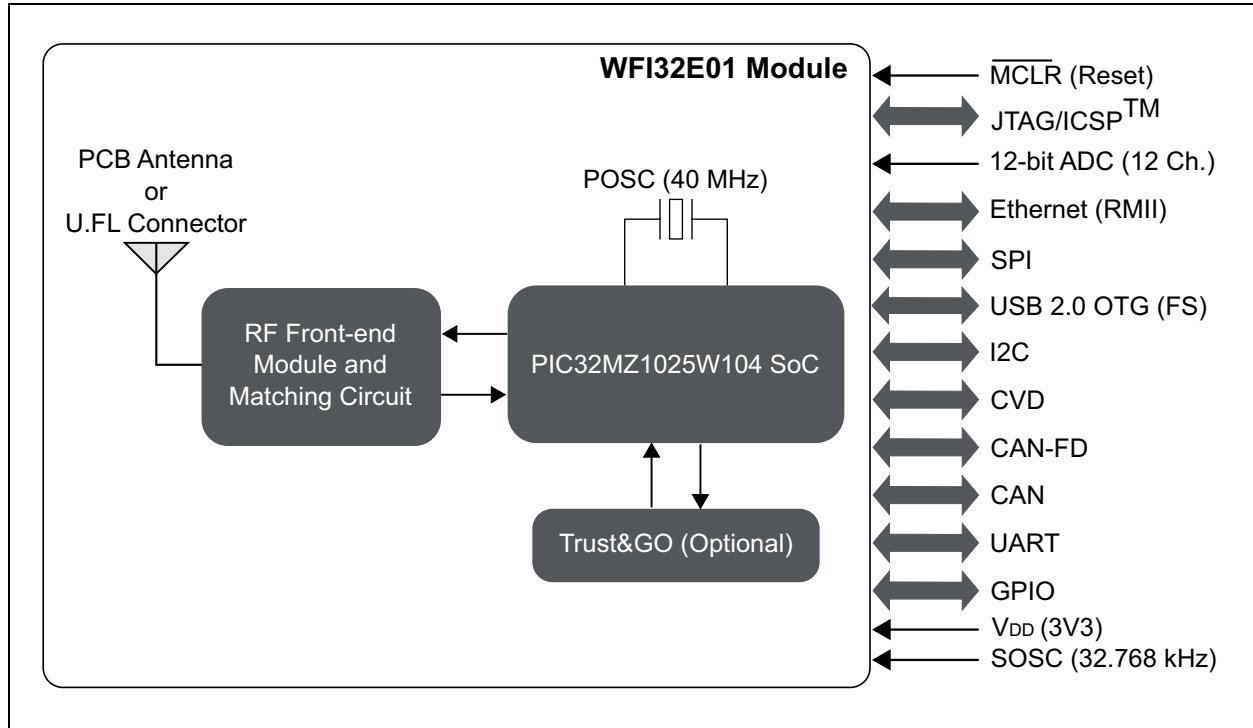 WFI32E01 Module
PCB Antenna
or
U.FL Connector
POSC (40 MHz)
RF Front-end
Module and
Matching Circuit
PIC32MZ1025W104 SoC
Trust&GO (Optional)
MCLR (Reset)
JTAG/ICSP™
12-bit ADC (12 Ch.)
Ethernet (RMII)
SPI
USB 2.0 OTG (FS)
I2C
CVD
CAN-FD
CAN
UART
GPIO
VDD (3V3)
SOSC (32.768 kHz)